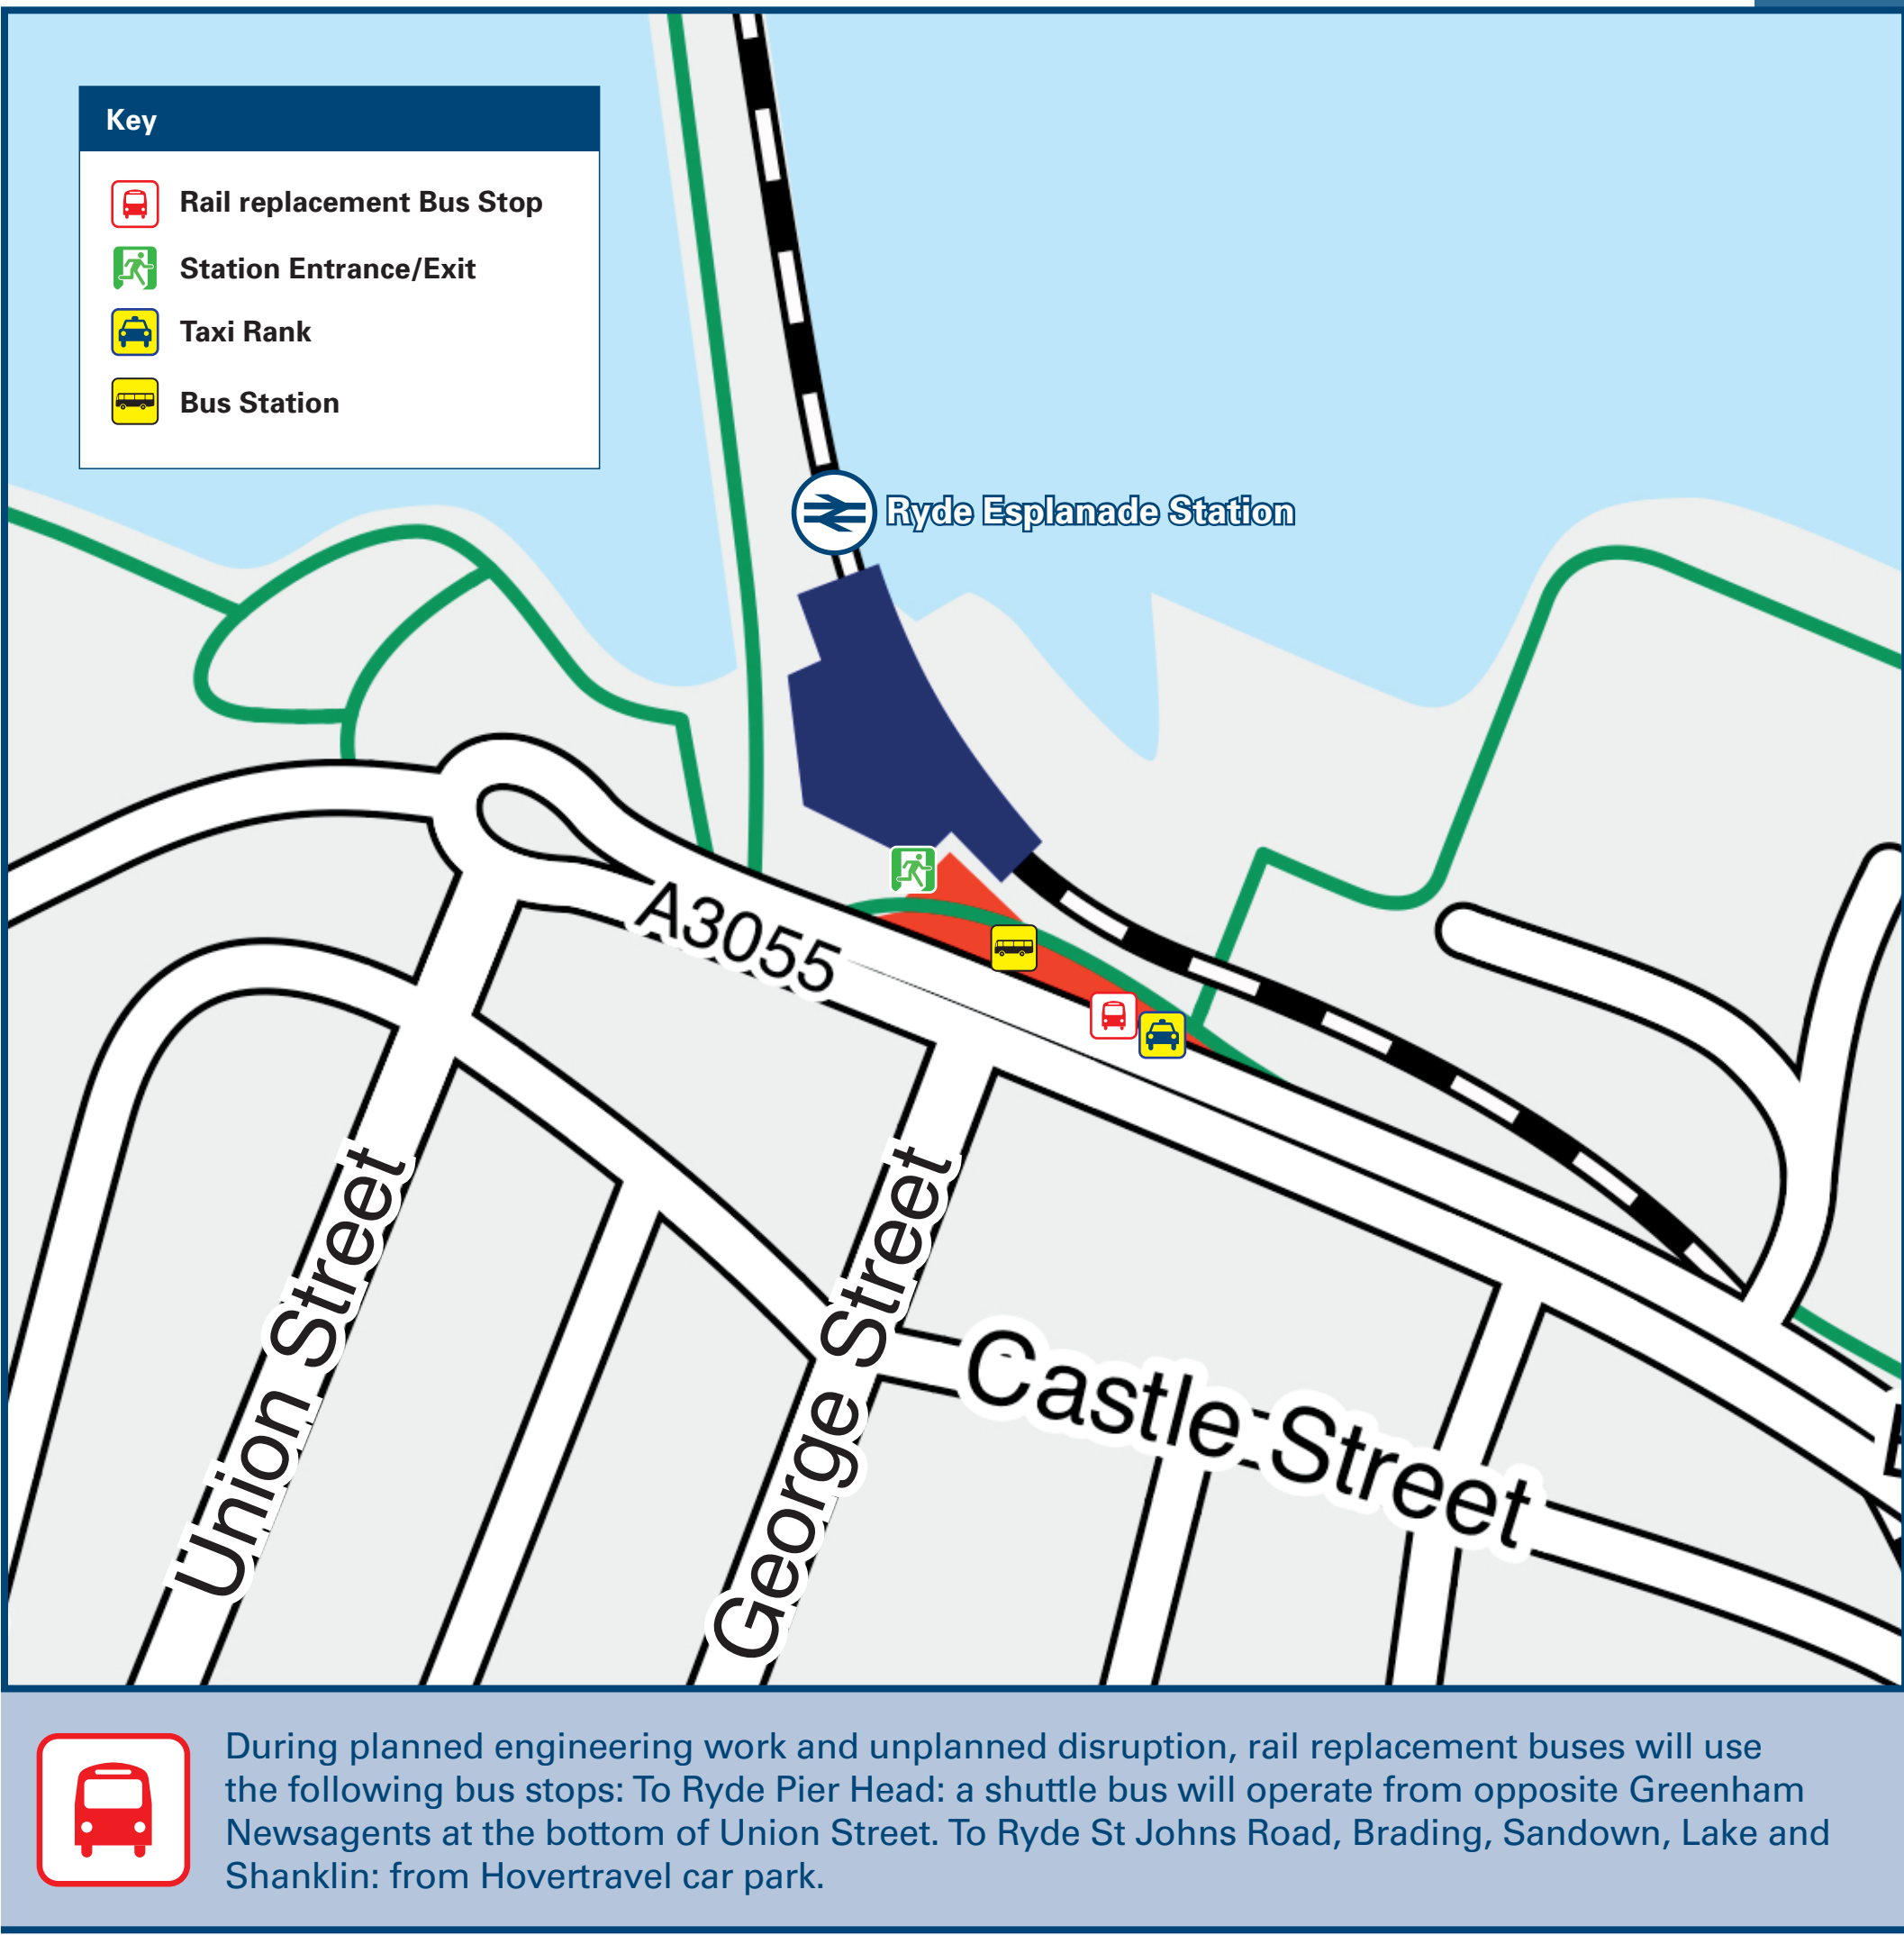 Key
Rail replacement Bus Stop
Station Entrance/Exit
Taxi Rank
Bus Station
Ryde Esplanade Station
A3055
Union Street
George Street
Castle Street
During planned engineering work and unplanned disruption, rail replacement buses will use
the following bus stops: To Ryde Pier Head: a shuttle bus will operate from opposite Greenham
Newsagents at the bottom of Union Street. To Ryde St Johns Road, Brading, Sandown, Lake and
Shanklin: from Hovertravel car park.